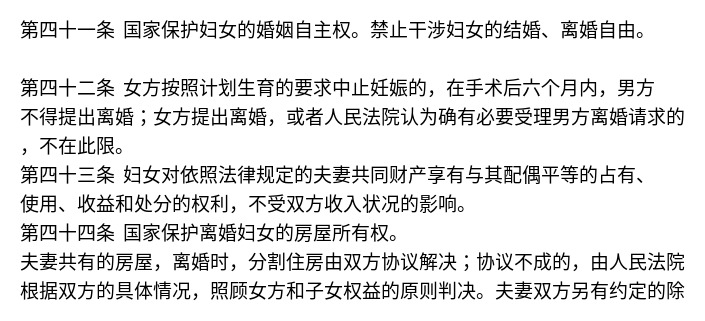 第四十一条 国家保护妇女的婚姻自主权。禁止干涉妇女的结婚、离婚自由。
第四十二条 女方按照计划生育的要求中止妊娠的，在手术后六个月内，男方
不得提出离婚；女方提出离婚，或者人民法院认为确有必要受理男方离婚请求的
，不在此限。
第四十三条 妇女对依照法律规定的夫妻共同财产享有与其配偶平等的占有、
使用、收益和处分的权利，不受双方收入状况的影响。
第四十四条 国家保护离婚妇女的房屋所有权。
夫妻共有的房屋，离婚时，分割住房由双方协议解决；协议不成的，由人民法院
根据双方的具体情况，照顾女方和子女权益的原则判决。夫妻双方另有约定的除